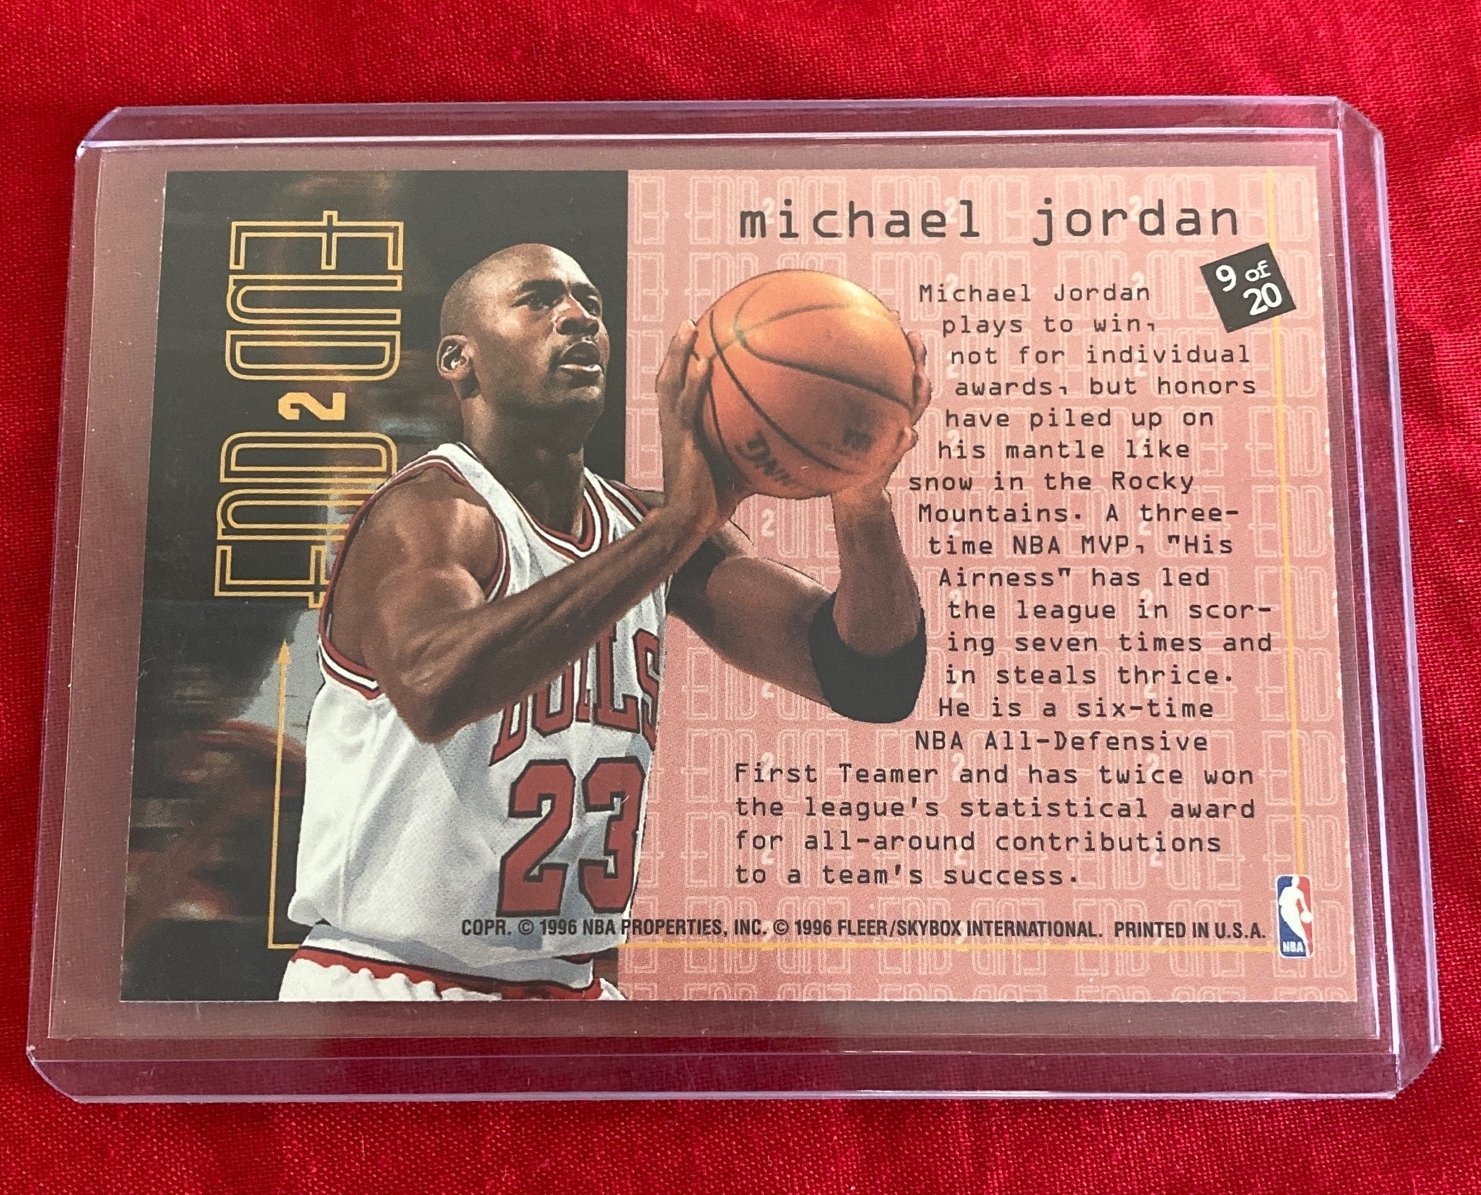 END 2 END
michael jordan
9 of
20
Michael Jordan
plays to win,
not for individual
awards, but honors
have piled up on
his mantle like
snow in the Rocky
Mountains. A three-
time NBA MVP, "His
Airness" has led
the league in scor-
ing seven times and
in steals thrice.
He is a six-time
NBA All-Defensive
First Teamer and has twice won
the league's statistical award
for all-around contributions
to a team's success.
BULLS
23
COPR. © 1996 NBA PROPERTIES, INC. © 1996 FLEER/SKYBOX INTERNATIONAL. PRINTED IN U.S.A.
NBA